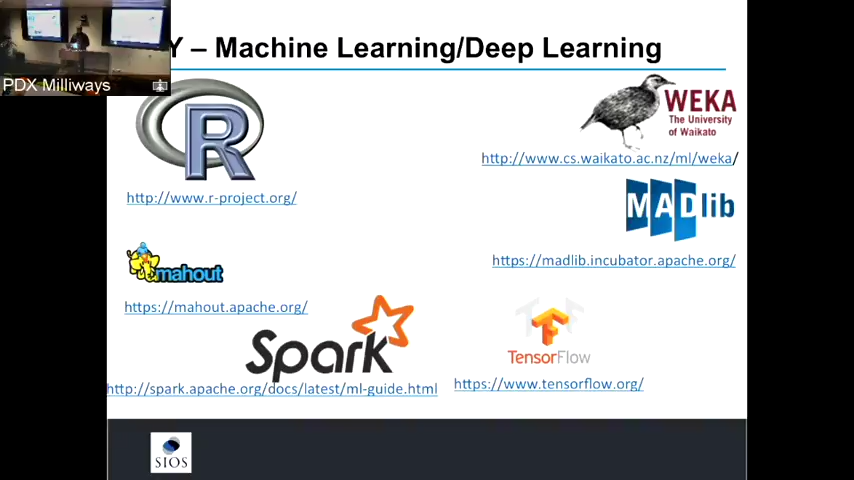 Y – Machine Learning/Deep Learning
PDX Milliways
R
WEKA
The University
of Waikato
http://www.cs.waikato.ac.nz/ml/weka/
http://www.r-project.org/
MADlib
https://madlib.incubator.apache.org/
mahout
https://mahout.apache.org/
Spark
TensorFlow
http://spark.apache.org/docs/latest/ml-guide.html
https://www.tensorflow.org/
SIOS